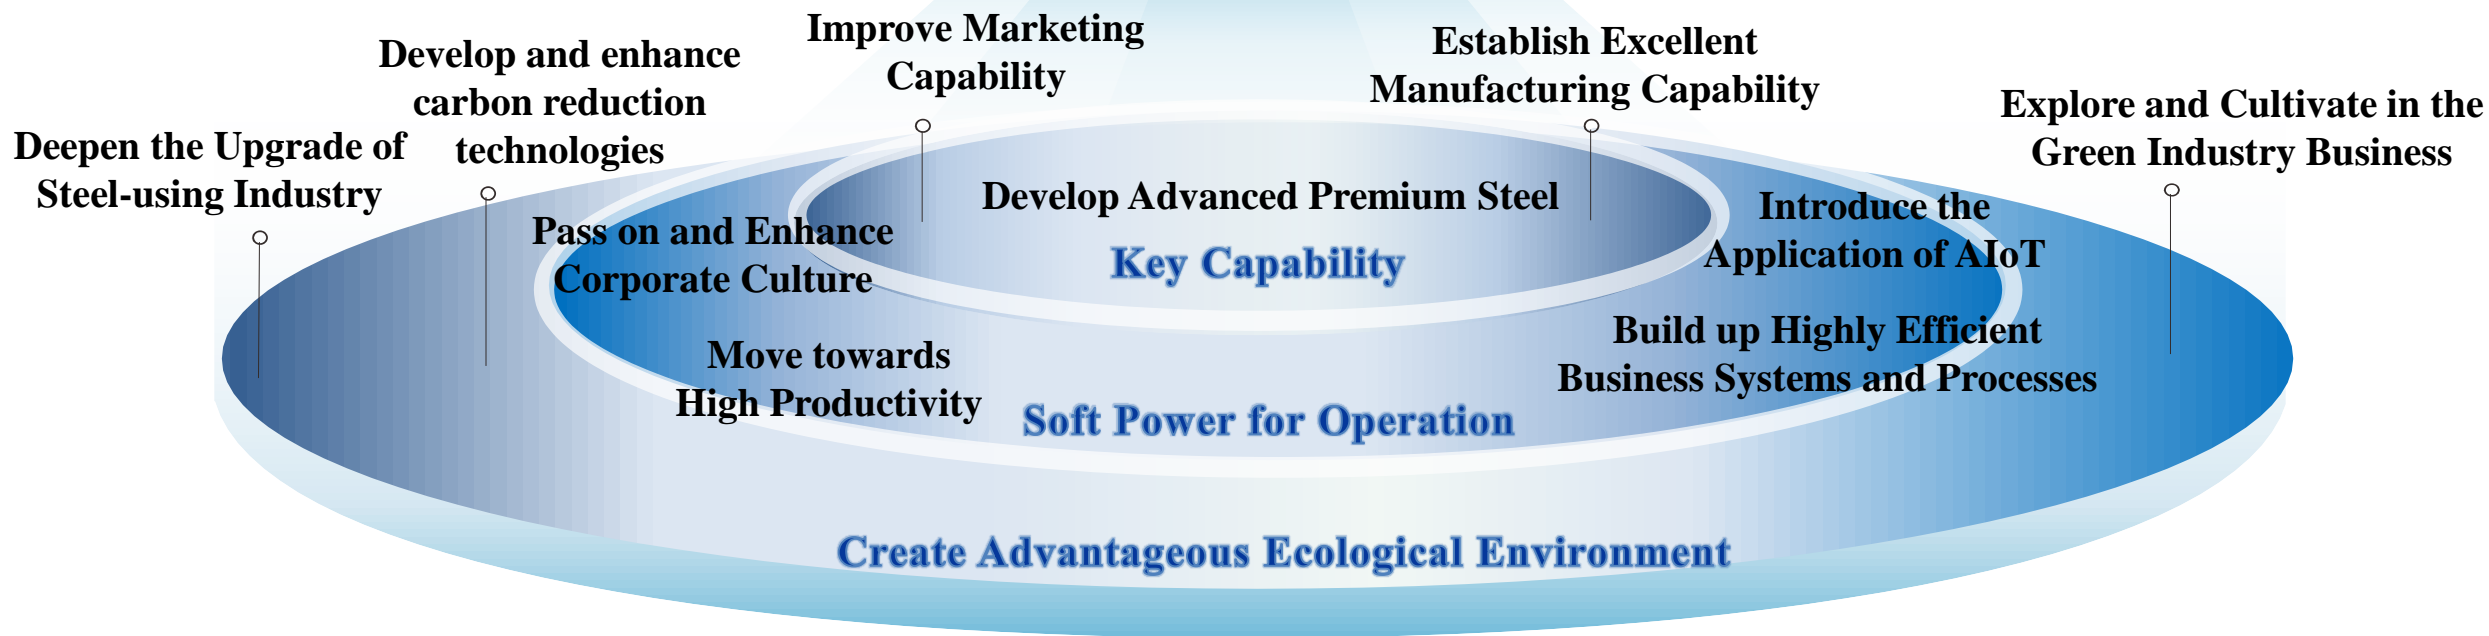 Improve Marketing
Capability
Establish Excellent
Manufacturing Capability
Develop and enhance
carbon reduction
technologies
Explore and Cultivate in the
Green Industry Business
Deepen the Upgrade of
Steel-using Industry
Develop Advanced Premium Steel
Key Capability
Pass on and Enhance
Corporate Culture
Introduce the
Application of AIoT
Move towards
High Productivity
Build up Highly Efficient
Business Systems and Processes
Soft Power for Operation
Create Advantageous Ecological Environment